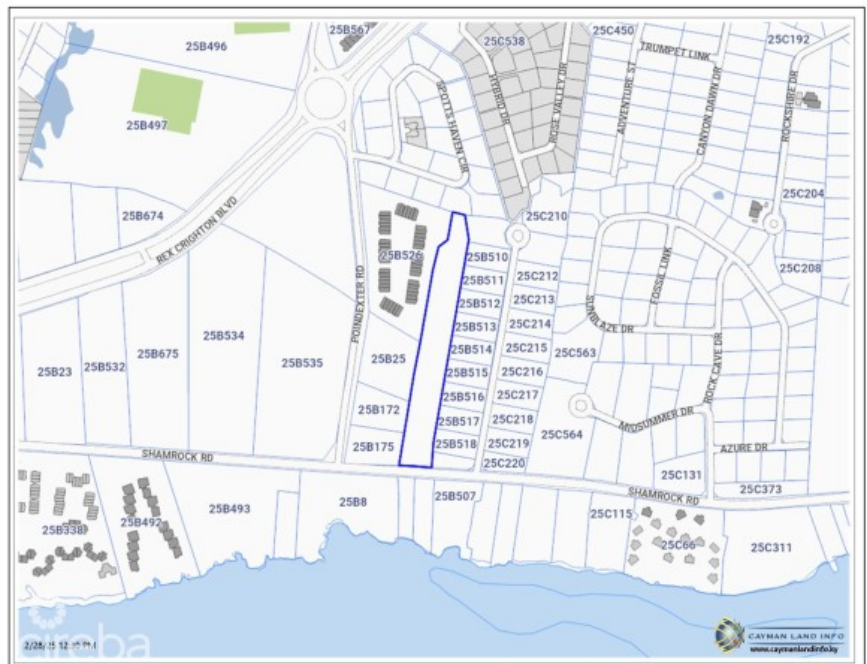 25B567
25C538
25C450
25C192
25B496
TRUMPET LINK
HYBRID DR
ROSE VALLEY DR
ADVENTURE ST
CANYON DAWN DR
ROCKSHIRE DR
SPOTTS HAVEN CIR
25B497
25C204
25B674
25C210
REX CRIGHTON BLVD
25B526
25B510
25C208
POINDEXTER RD
25B511
25C212
FOSSIL LINK
25B512
25C213
SUNBLAZE DR
25B534
25B513
25C214
25B675
25B535
25B25
25B514
25C215
25C563
25B532
25B23
25B515
25C216
ROCK CAVE DR
25B172
25B516
25C217
MIDSUMMER DR
25B517
25C218
25C564
25B175
25B518
25C219
AZURE DR
SHAMROCK RD
25C220
25C131
25C373
SHAMROCK RD
25B492
25B493
25B8
25B507
25C115
25B338
25C66
25C311
CAYMAN LAND INFO
www.caymanlandinfo.ky
cireba